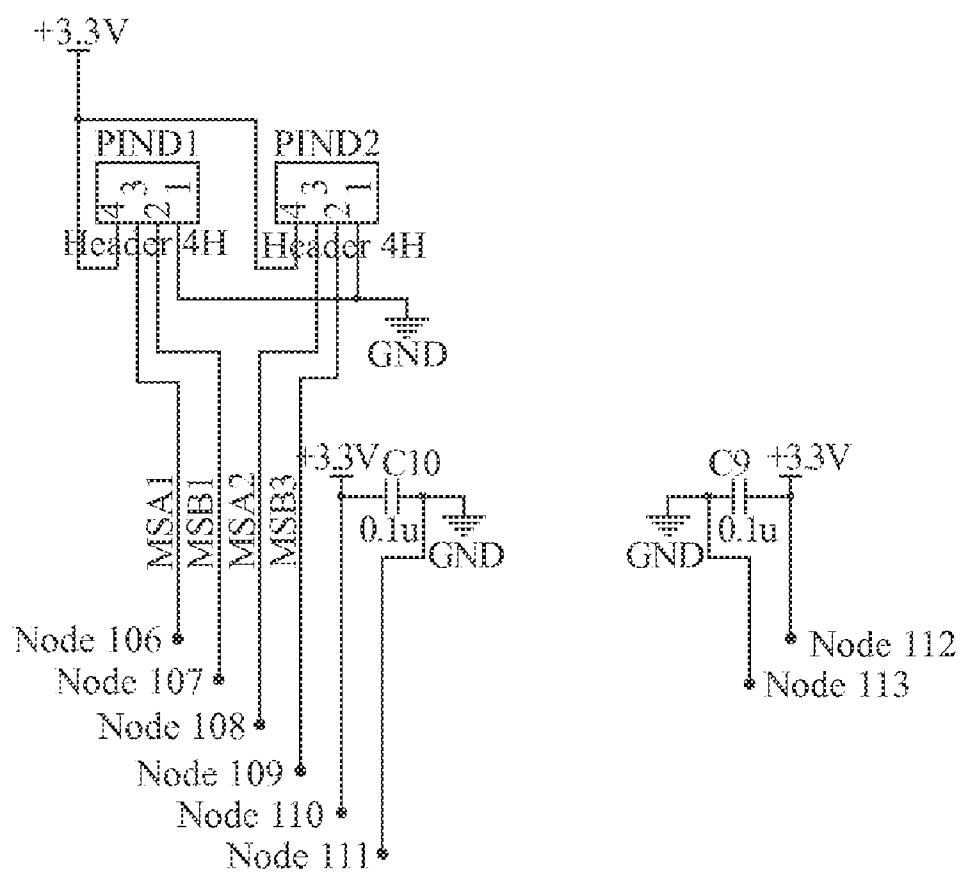 +3.3V
PIND1
PIND2
4 3 2 1
4 3 2 1
Header 4H
Header 4H
GND
MSA1
MSB1
MSA2
MSB3
+3.3V
C10
0.1u
GND
C9
+3.3V
0.1u
GND
Node 106
Node 107
Node 108
Node 109
Node 110
Node 111
Node 112
Node 113